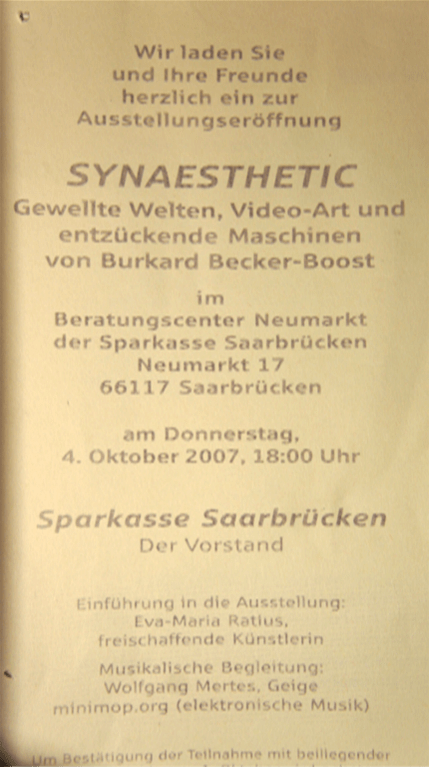 Wir laden Sie
und Ihre Freunde
herzlich ein zur
Ausstellungseröffnung
SYNAESTHETIC
Gewellte Welten, Video-Art und
entzückende Maschinen
von Burkard Becker-Boost
im
Beratungscenter Neumarkt
der Sparkasse Saarbrücken
Neumarkt 17
66117 Saarbrücken
am Donnerstag,
4. Oktober 2007, 18:00 Uhr
Sparkasse Saarbrücken
Der Vorstand
Einführung in die Ausstellung:
Eva-Maria Ratius,
freischaffende Künstlerin
Musikalische Begleitung:
Wolfgang Mertes, Geige
minimop.org (elektronische Musik)
Um Bestätigung der Teilnahme mit beiliegender